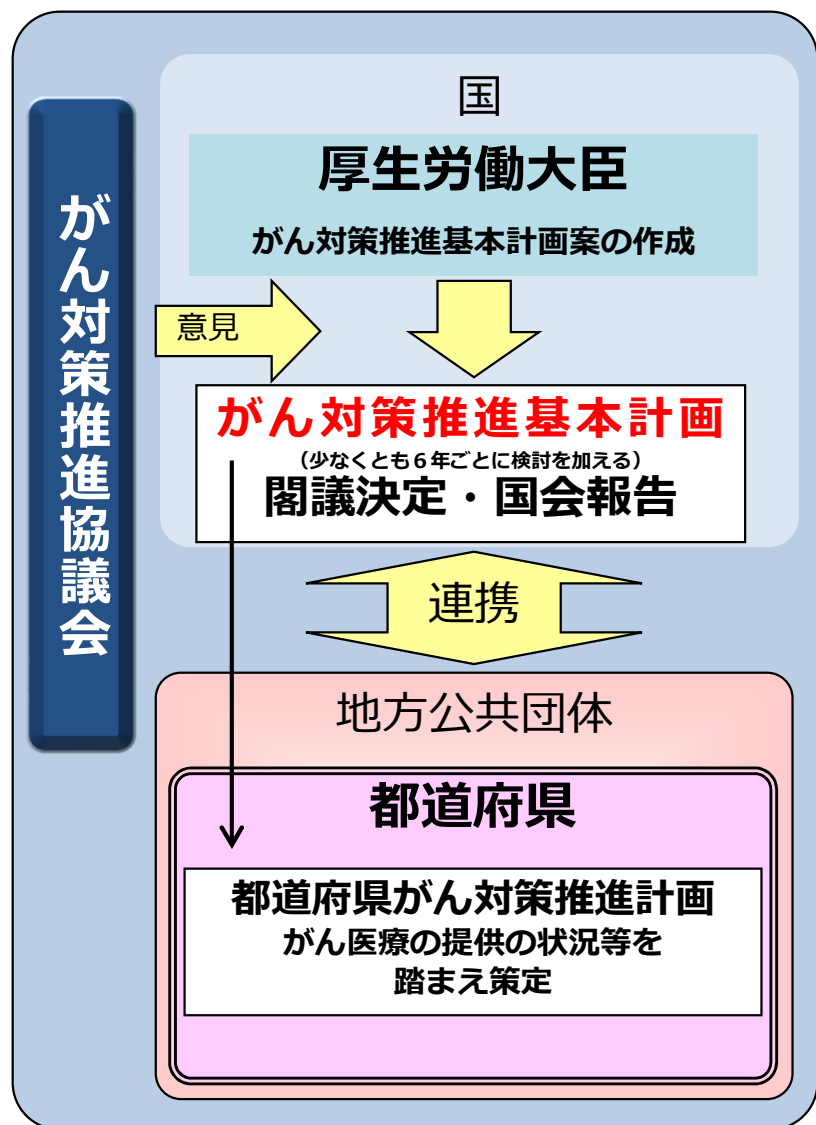 がん対策推進協議会
国
厚生労働大臣
がん対策推進基本計画案の作成
意見
がん対策推進基本計画
（少なくとも６年ごとに検討を加える）
閣議決定・国会報告
連携
地方公共団体
都道府県
都道府県がん対策推進計画
がん医療の提供の状況等を
踏まえ策定